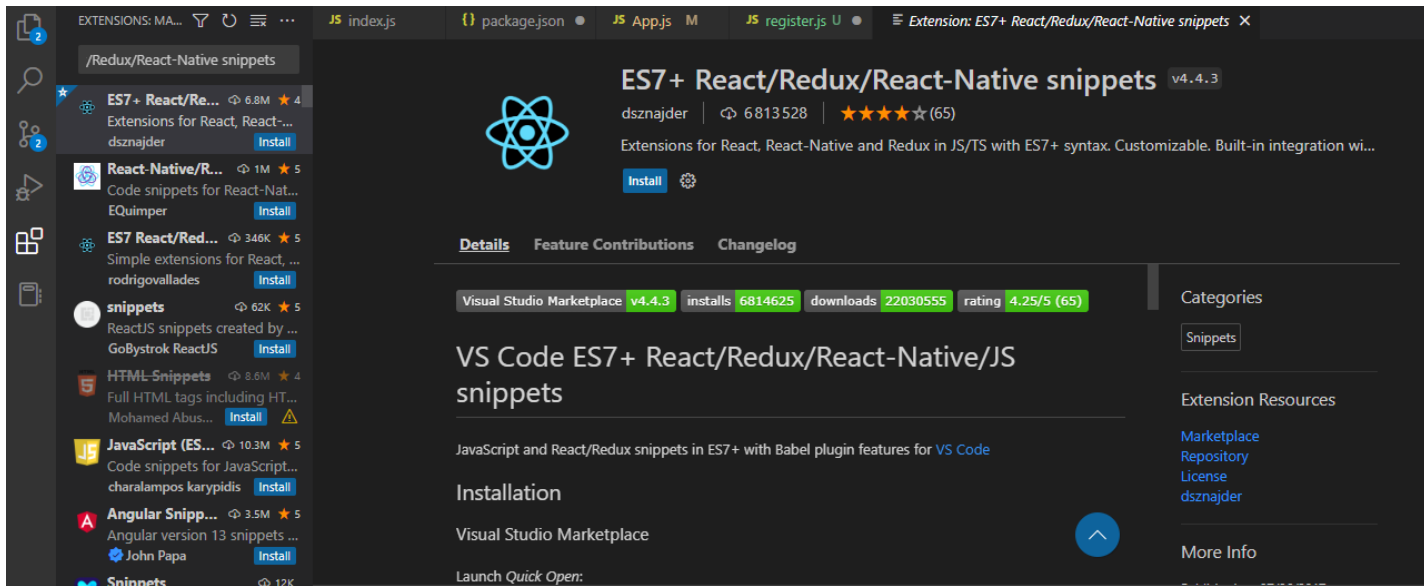 EXTENSIONS: MA...
JS index.js
{} package.json
JS App.js M
JS register.js U
Extension: ES7+ React/Redux/React-Native snippets
/Redux/React-Native snippets
2
2
ES7+ React/Re... 6.8M 4
Extensions for React, React-...
dsznajder Install
React-Native/R... 1M 5
Code snippets for React-Nat...
EQuimper Install
ES7 React/Red... 346K 5
Simple extensions for React, ...
rodrigovallades Install
snippets 62K 5
ReactJS snippets created by ...
GoBystrok ReactJS Install
HTML Snippets 8.6M 4
Full HTML tags including HT...
Mohamed Abus... Install
JavaScript (ES... 10.3M 5
Code snippets for JavaScript...
charalampos karypidis Install
Angular Snipp... 3.5M 5
Angular version 13 snippets ...
John Papa Install
Snippets 12K
ES7+ React/Redux/React-Native snippets v4.4.3
dsznajder 6813528 (65)
Extensions for React, React-Native and Redux in JS/TS with ES7+ syntax. Customizable. Built-in integration wi...
Install
Details Feature Contributions Changelog
Visual Studio Marketplace v4.4.3 installs 6814625 downloads 22030555 rating 4.25/5 (65)
VS Code ES7+ React/Redux/React-Native/JS
snippets
JavaScript and React/Redux snippets in ES7+ with Babel plugin features for VS Code
Installation
Visual Studio Marketplace
Launch Quick Open:
Categories
Snippets
Extension Resources
Marketplace
Repository
License
dsznajder
More Info